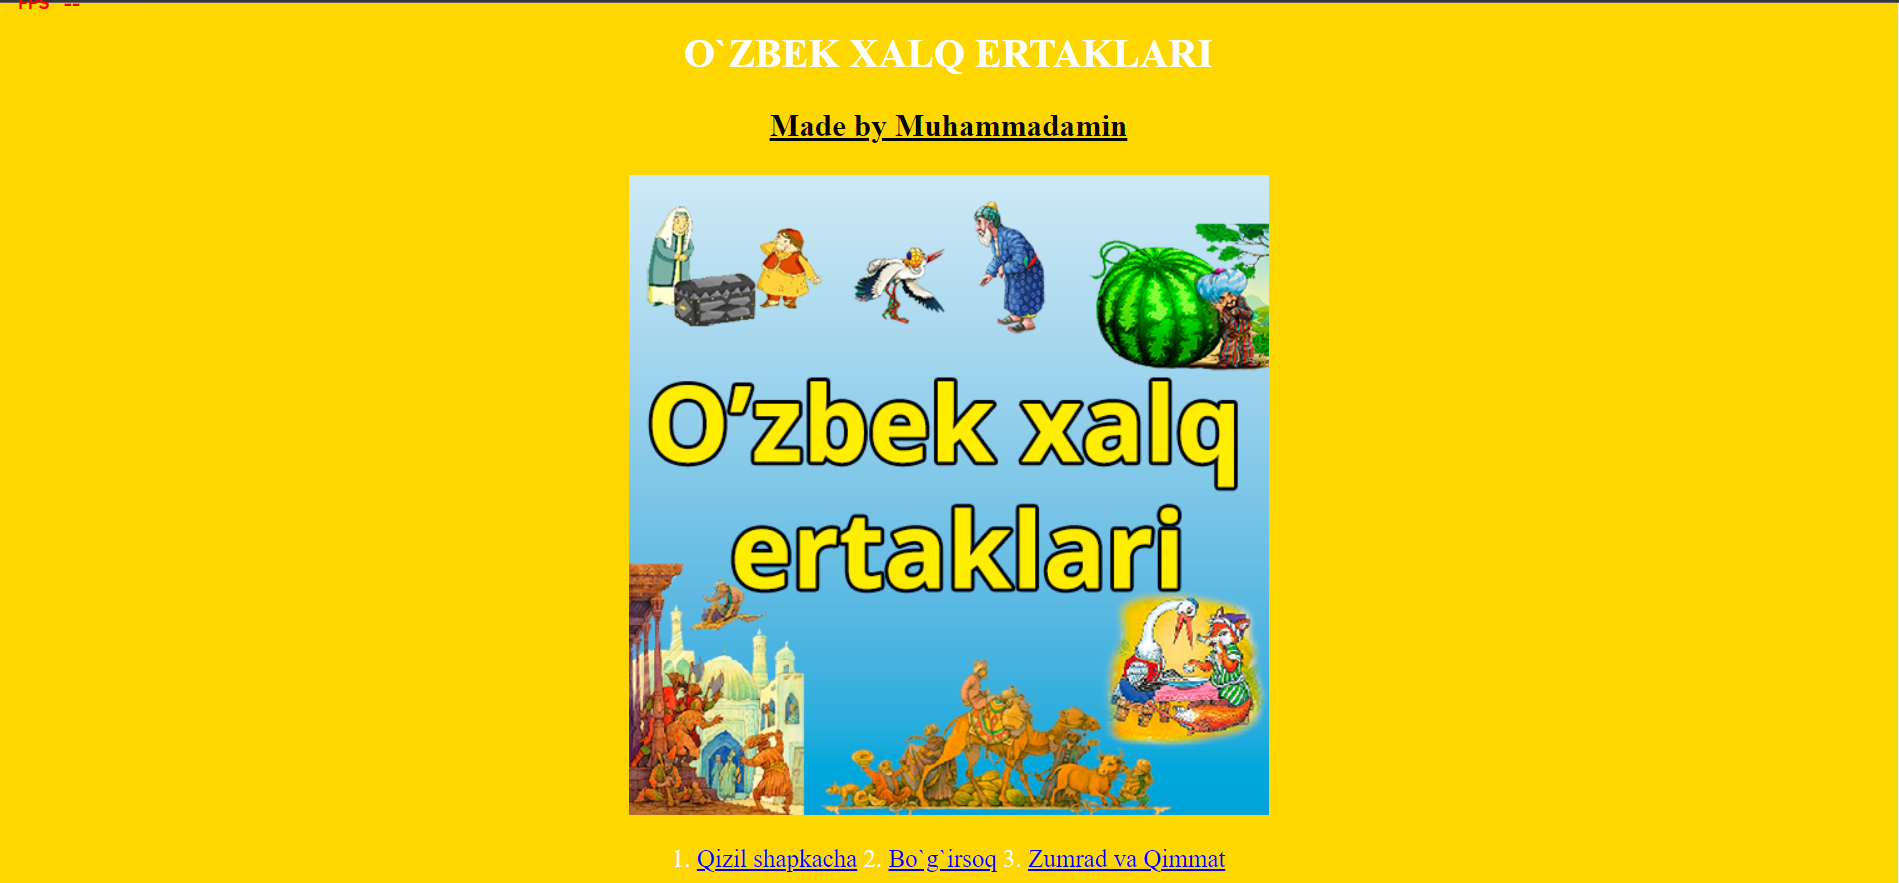 FPS --
O`ZBEK XALQ ERTAKLARI
Made by Muhammadamin
O’zbek xalq
ertaklari
1. Qizil shapkacha 2. Bo`g`irsoq 3. Zumrad va Qimmat